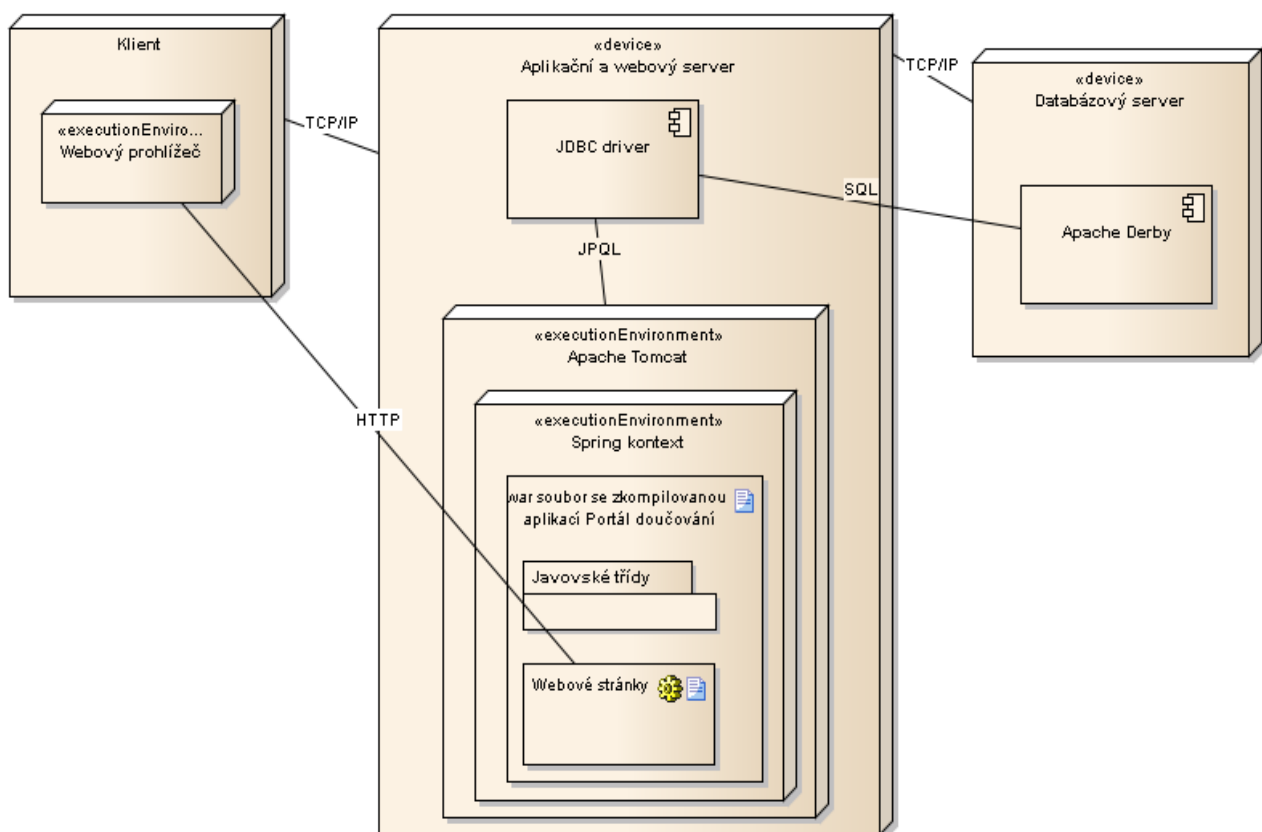 Klient
«executionEnviro...
Webový prohlížeč
TCP/IP
«device»
Aplikační a webový server
JDBC driver
JPQL
SQL
TCP/IP
«device»
Databázový server
Apache Derby
HTTP
«executionEnvironment»
Apache Tomcat
«executionEnvironment»
Spring kontext
war soubor se zkompilovanou
aplikací Portál doučování
Javovské třídy
Webové stránky